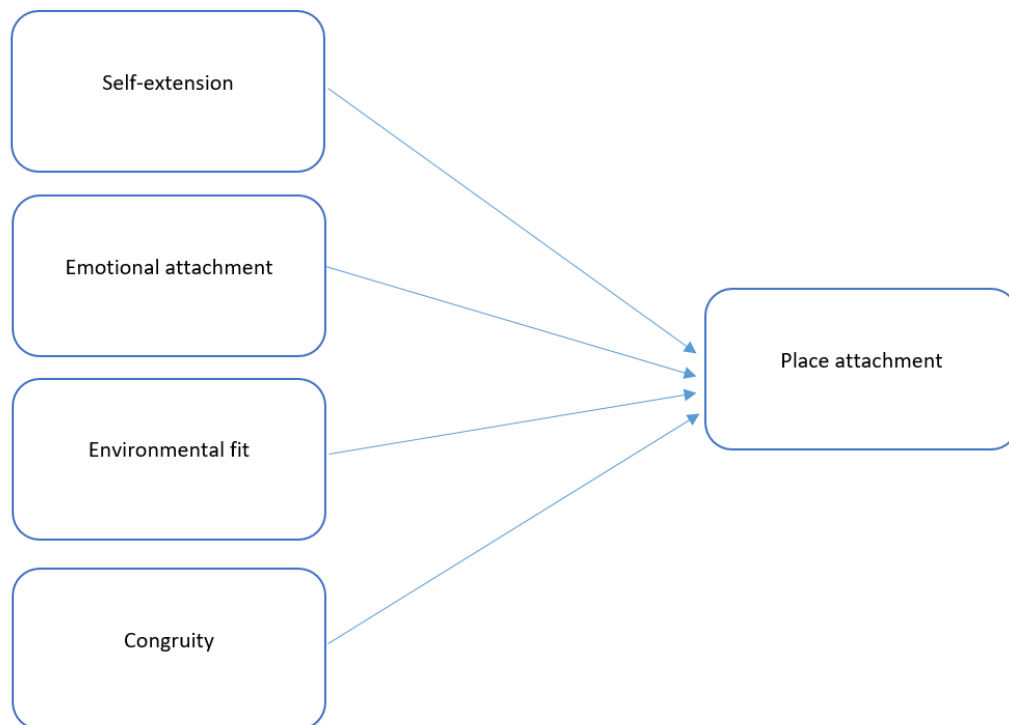 Self-extension
Emotional attachment
Environmental fit
Congruity
Place attachment